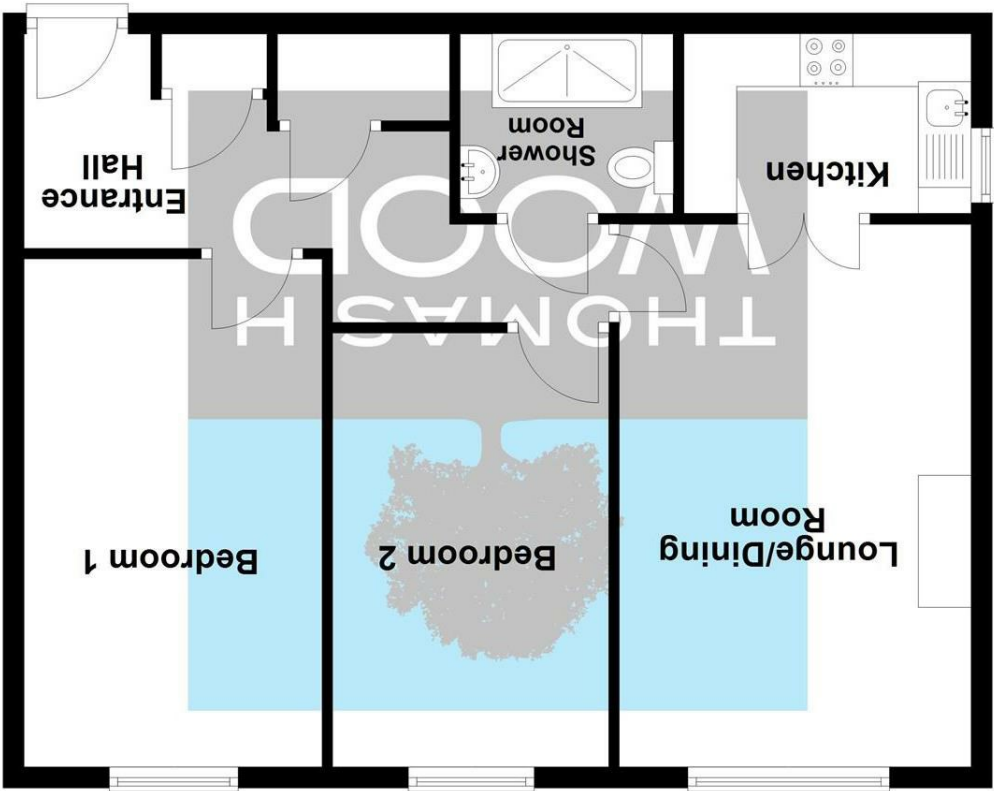 Lounge/Dining
Room
Bedroom 2
Bedroom 1
THOMAS H
WOOD
Kitchen
Shower
Room
Entrance
Hall